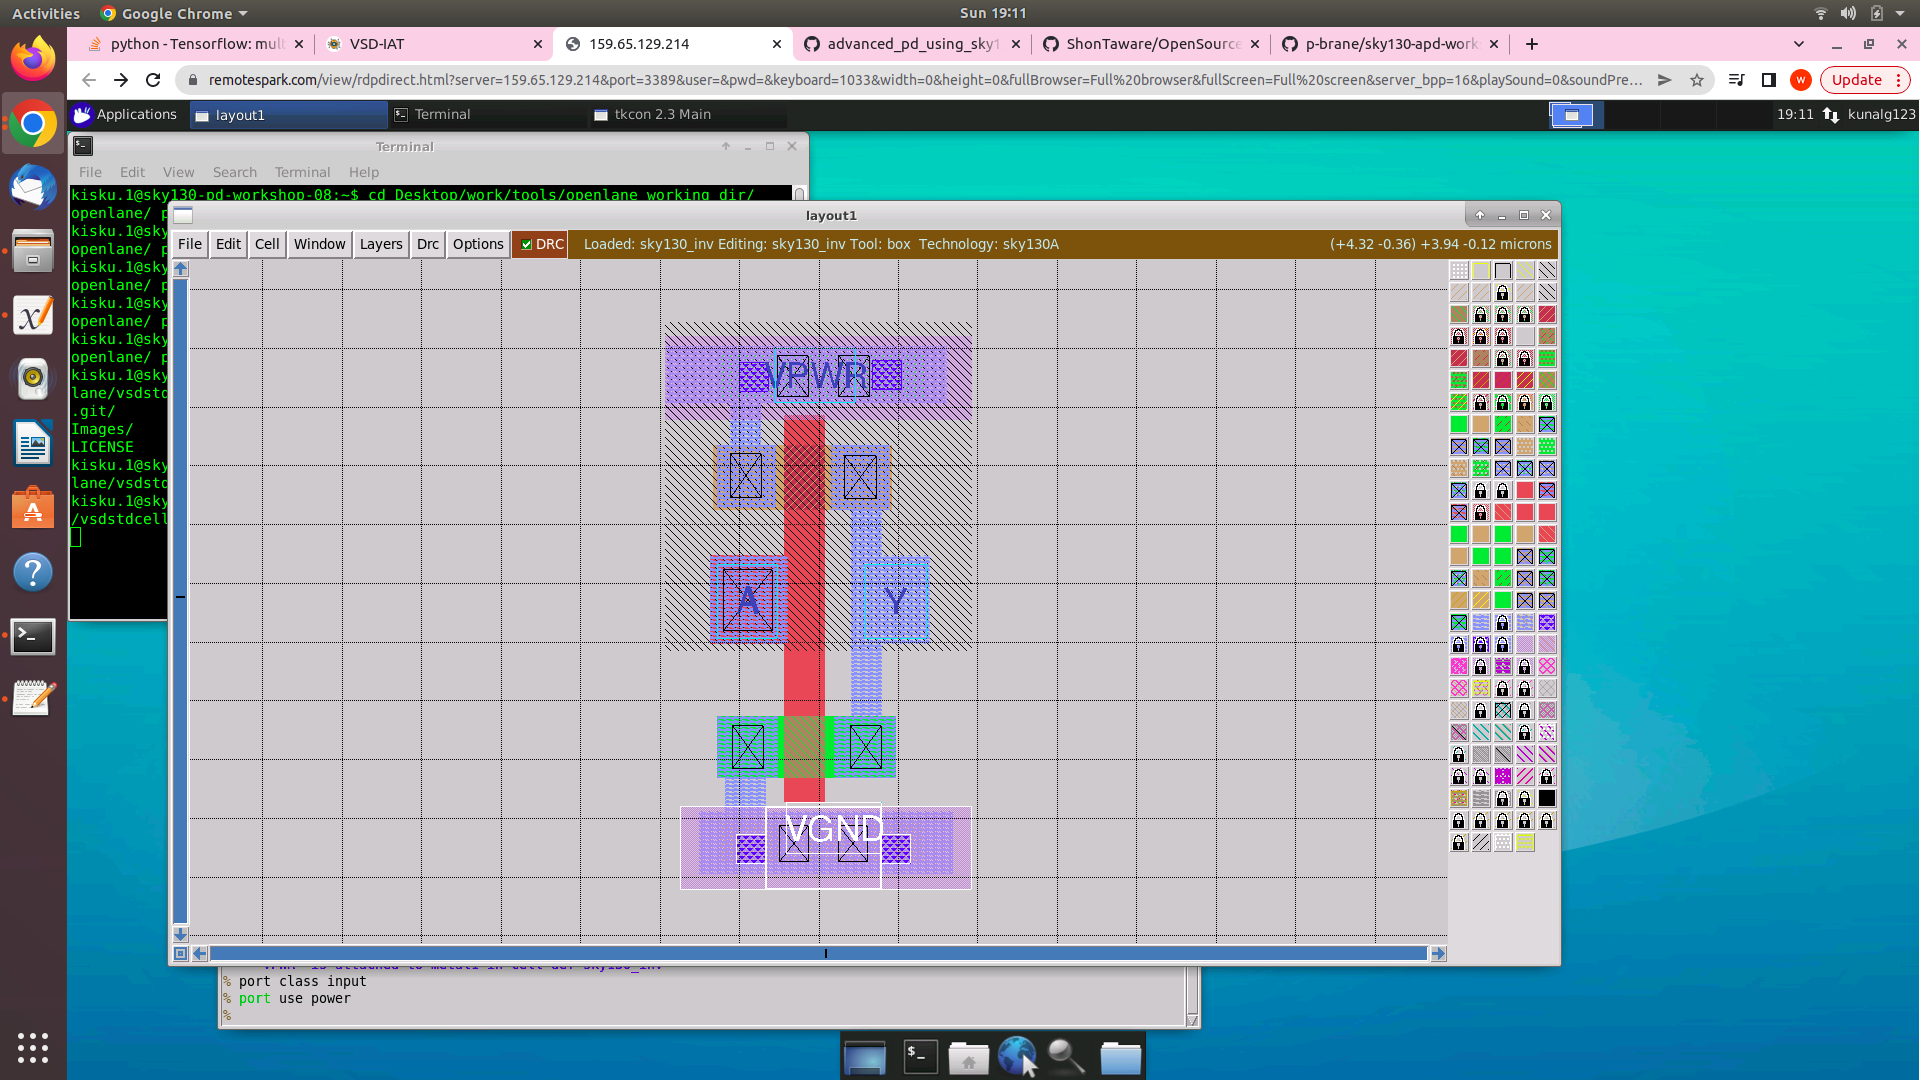 Activities
Google Chrome
Sun 19:11
python - Tensorflow: mult
VSD-IAT
159.65.129.214
advanced_pd_using_sky1
ShonTaware/OpenSource
p-brane/sky130-apd-work
remotespark.com/view/rdpdirect.html?server=159.65.129.214&port=3389&user=&pwd=&keyboard=1033&width=0&height=0&fullBrowser=Full%20browser&fullScreen=Full%20screen&server_bpp=16&playSound=0&soundPre...
w
Update
Applications
layout1
Terminal
tkcon 2.3 Main
19:11
kunalg123
Terminal
File Edit View Search Terminal Help
kisku.1@sky130-pd-workshop-08:~$ cd Desktop/work/tools/openlane_working_dir/
openlane/ p
kisku.1@sky
openlane/ p
kisku.1@sky
openlane/ p
kisku.1@sky
openlane/ p
kisku.1@sky
openlane/ p
kisku.1@sky
lane/vsdstd
.git/
Images/
LICENSE
kisku.1@sky
lane/vsdstd
kisku.1@sky
/vsdstdcell
layout1
File Edit Cell Window Layers Drc Options DRC
Loaded: sky130_inv Editing: sky130_inv Tool: box Technology: sky130A
(+4.32 -0.36) +3.94 -0.12 microns
VPWR
A
Y
VGND
% port class input
% port use power
%